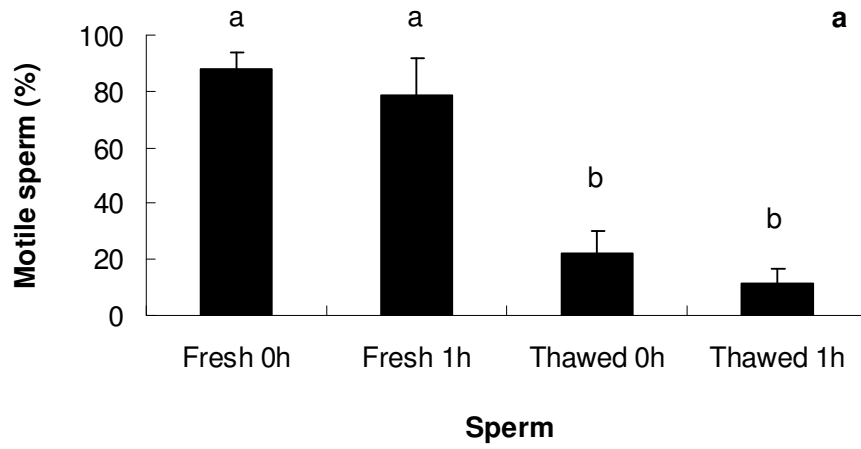 a a a
100
80
60
40
20
0
b
b
Motile sperm (%)
Fresh 0h Fresh 1h Thawed 0h Thawed 1h
Sperm